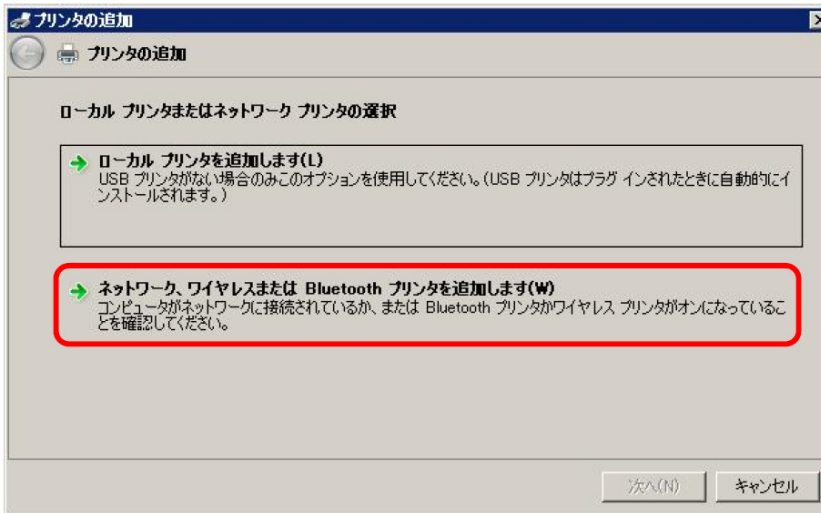 プリンタの追加
プリンタの追加
ローカル プリンタまたはネットワーク プリンタの選択
ローカル プリンタを追加します(L)
USB プリンタがない場合のみこのオプションを使用してください。(USB プリンタはプラグ インされたときに自動的にイ
ンストールされます。)
ネットワーク、ワイヤレスまたは Bluetooth プリンタを追加します(W)
コンピュータがネットワークに接続されているか、または Bluetooth プリンタかワイヤレス プリンタがオンになっているこ
とを確認してください。
次へ(N)
キャンセル